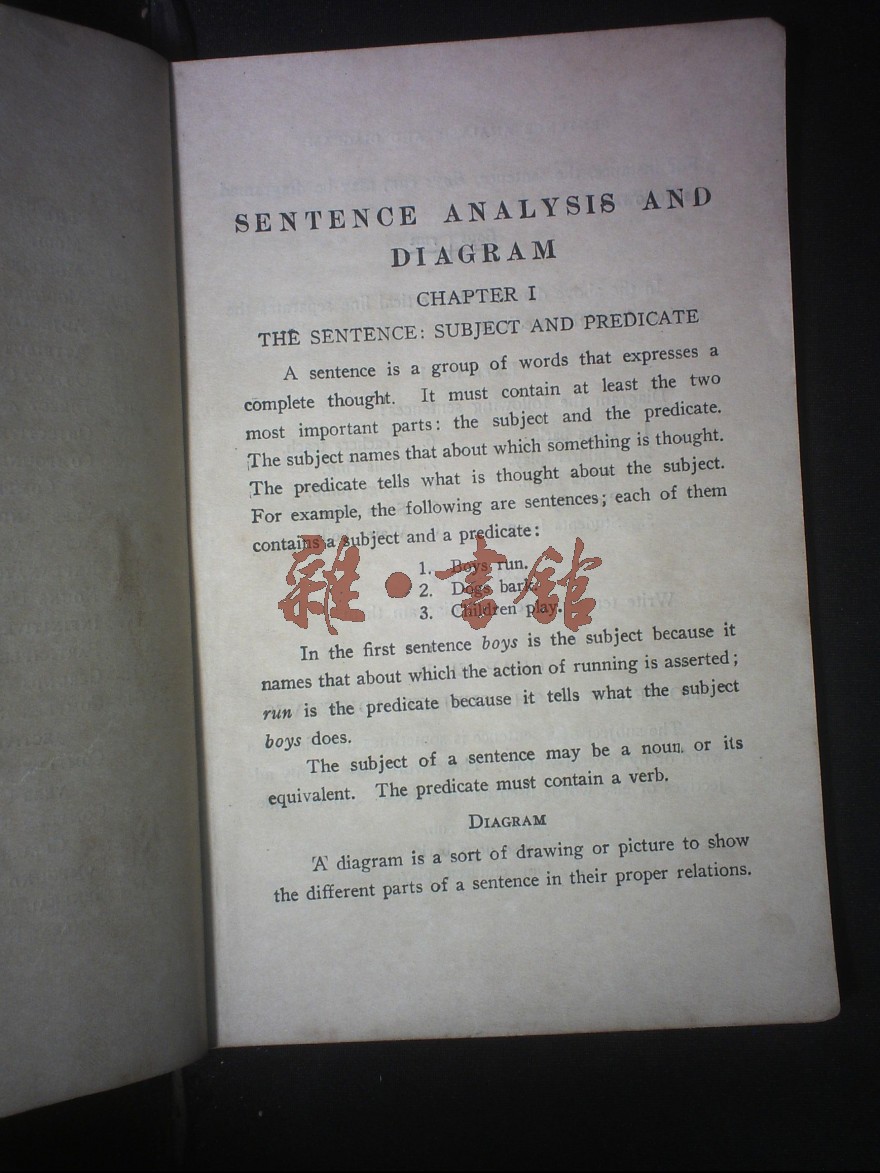 SENTENCE ANALYSIS AND
DIAGRAM
CHAPTER I
THE SENTENCE: SUBJECT AND PREDICATE
A sentence is a group of words that expresses a
complete thought. It must contain at least the two
most important parts: the subject and the predicate.
The subject names that about which something is thought.
The predicate tells what is thought about the subject.
For example, the following are sentences; each of them
contains a subject and a predicate:
1. Boys run.
2. Dogs bark.
3. Children play.
雜·書館
In the first sentence boys is the subject because it
names that about which the action of running is asserted;
run is the predicate because it tells what the subject
boys does.
The subject of a sentence may be a noun or its
equivalent. The predicate must contain a verb.
DIAGRAM
A diagram is a sort of drawing or picture to show
the different parts of a sentence in their proper relations.